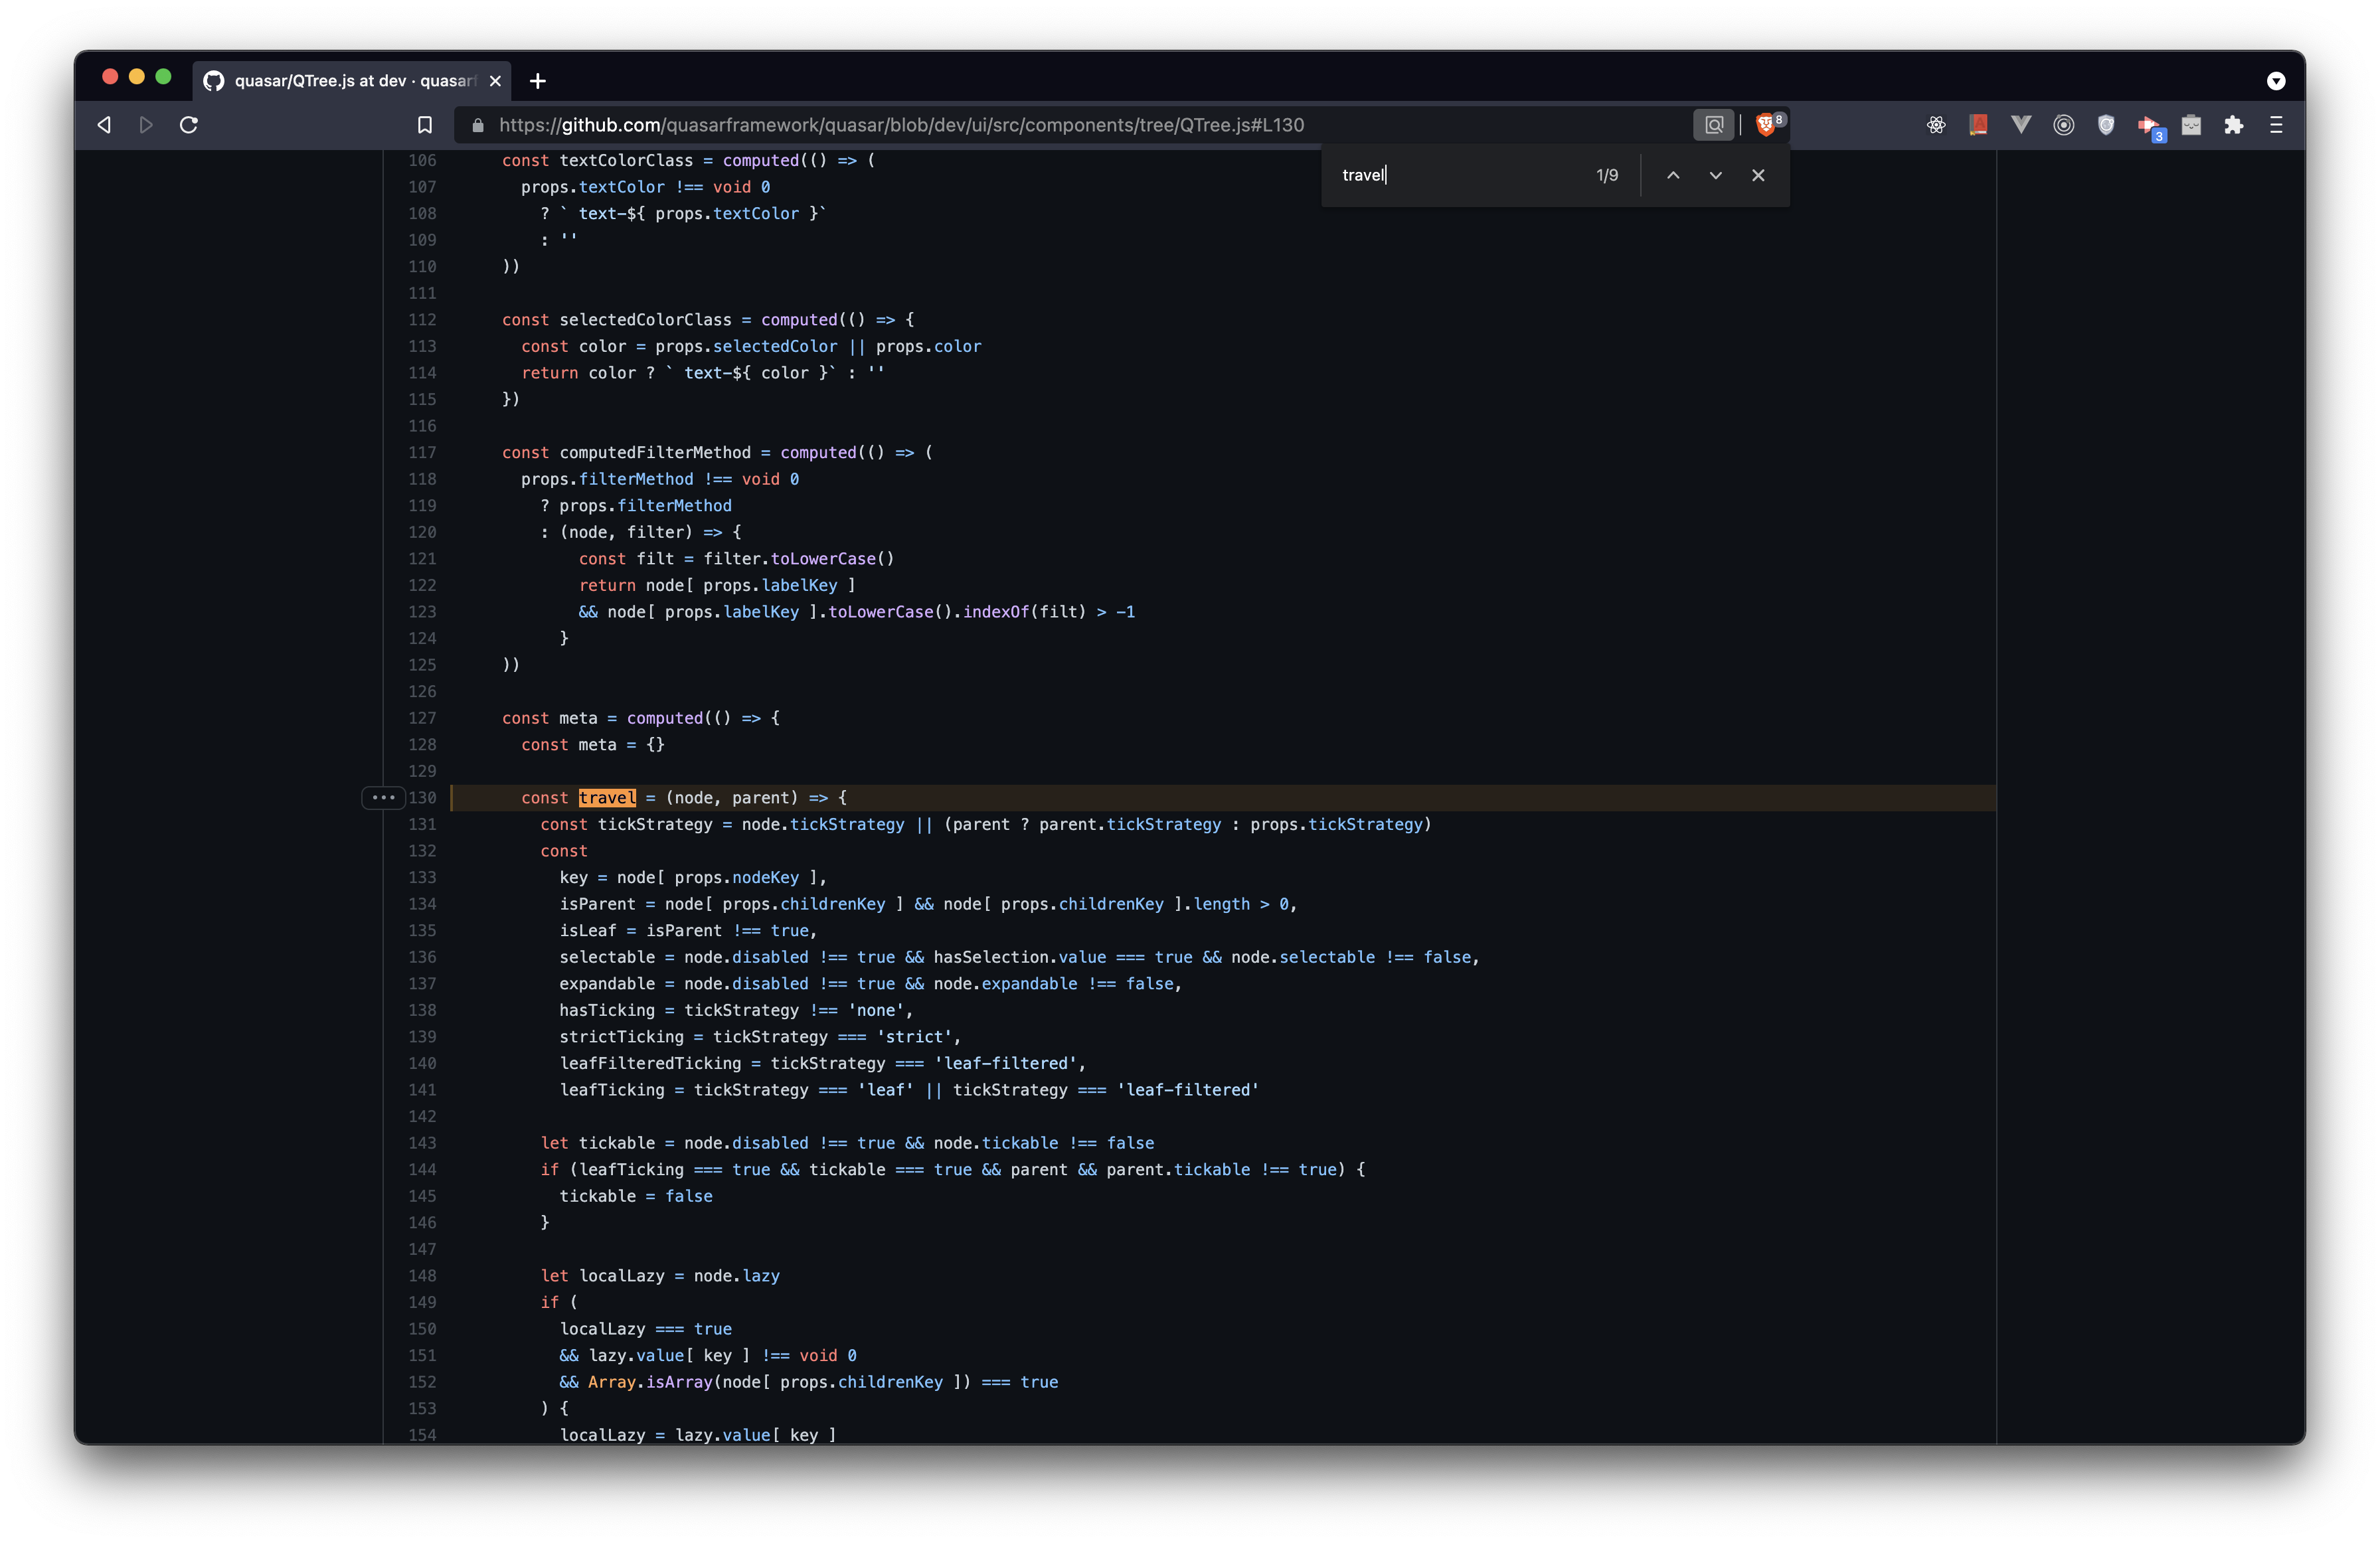 quasar/QTree.js at dev · quasarf
https://github.com/quasarframework/quasar/blob/dev/ui/src/components/tree/QTree.js#L130
8
3
travel
1/9
106 const textColorClass = computed(() => (
107 props.textColor !== void 0
108 ? ` text-${ props.textColor }`
109 : ''
110 ))
111
112 const selectedColorClass = computed(() => {
113 const color = props.selectedColor || props.color
114 return color ? ` text-${ color }` : ''
115 })
116
117 const computedFilterMethod = computed(() => (
118 props.filterMethod !== void 0
119 ? props.filterMethod
120 : (node, filter) => {
121 const filt = filter.toLowerCase()
122 return node[ props.labelKey ]
123 && node[ props.labelKey ].toLowerCase().indexOf(filt) > -1
124 }
125 ))
126
127 const meta = computed(() => {
128 const meta = {}
129
130 const travel = (node, parent) => {
131 const tickStrategy = node.tickStrategy || (parent ? parent.tickStrategy : props.tickStrategy)
132 const
133 key = node[ props.nodeKey ],
134 isParent = node[ props.childrenKey ] && node[ props.childrenKey ].length > 0,
135 isLeaf = isParent !== true,
136 selectable = node.disabled !== true && hasSelection.value === true && node.selectable !== false,
137 expandable = node.disabled !== true && node.expandable !== false,
138 hasTicking = tickStrategy !== 'none',
139 strictTicking = tickStrategy === 'strict',
140 leafFilteredTicking = tickStrategy === 'leaf-filtered',
141 leafTicking = tickStrategy === 'leaf' || tickStrategy === 'leaf-filtered'
142
143 let tickable = node.disabled !== true && node.tickable !== false
144 if (leafTicking === true && tickable === true && parent && parent.tickable !== true) {
145 tickable = false
146 }
147
148 let localLazy = node.lazy
149 if (
150 localLazy === true
151 && lazy.value[ key ] !== void 0
152 && Array.isArray(node[ props.childrenKey ]) === true
153 ) {
154 localLazy = lazy.value[ key ]